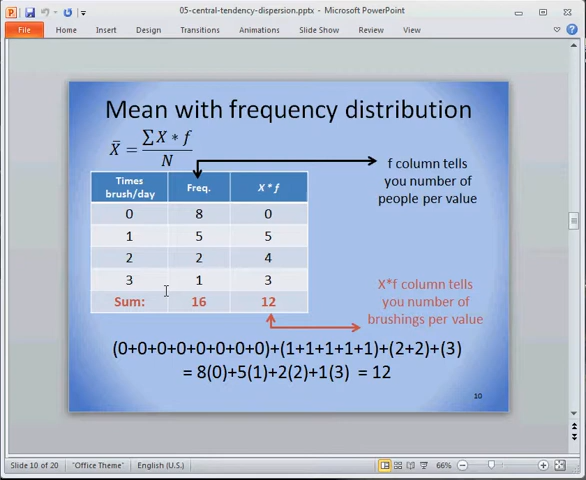 05-central-tendency-dispersion.pptx - Microsoft PowerPoint
File Home Insert Design Transitions Animations Slide Show Review View
Mean with frequency distribution
X̄ = ∑ X * f / N
Times brush/day Freq. X * f
0 8 0
1 5 5
2 2 4
3 1 3
Sum: 16 12
f column tells
you number of
people per value
X*f column tells
you number of
brushings per value
(0+0+0+0+0+0+0+0)+(1+1+1+1+1)+(2+2)+(3)
= 8(0)+5(1)+2(2)+1(3) = 12
10
Slide 10 of 20 "Office Theme" English (U.S.) 66%